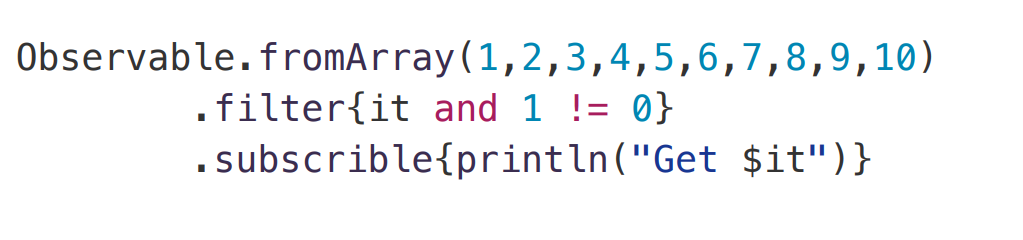 Observable.fromArray(1,2,3,4,5,6,7,8,9,10)
.filter{it and 1 != 0}
.subscrible{println("Get $it")}